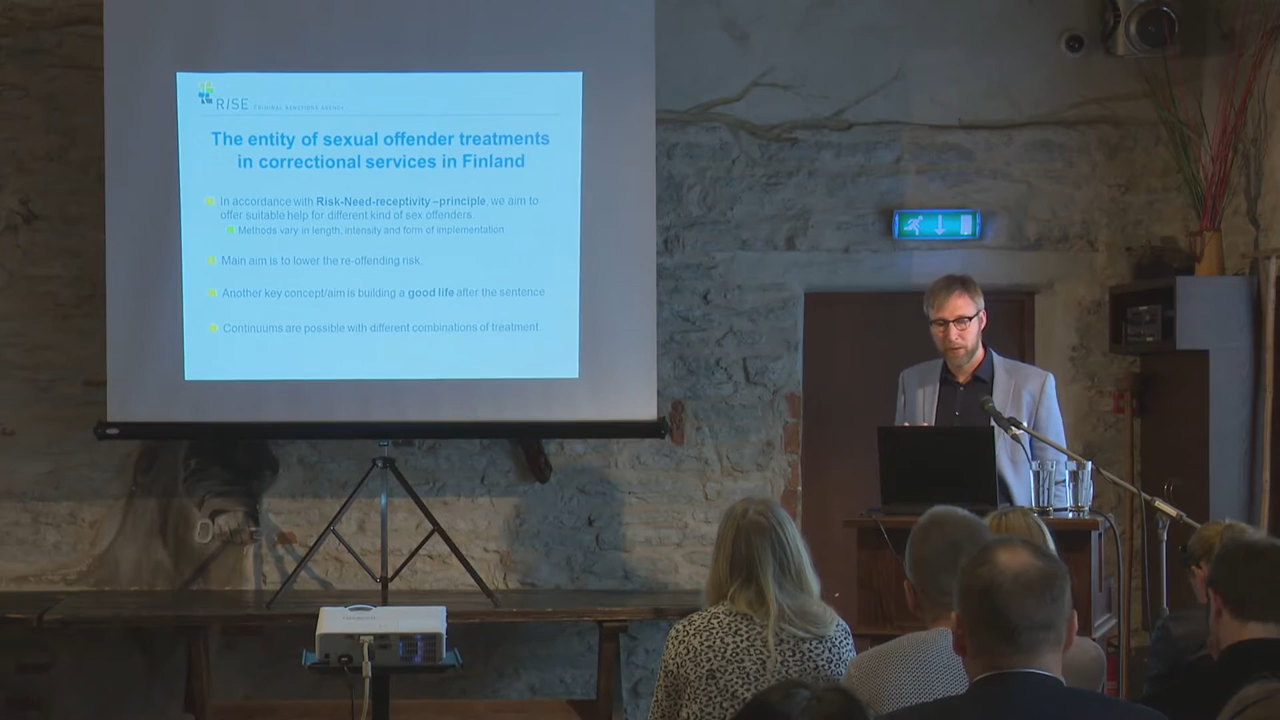 RISE CRIMINAL SANCTIONS AGENCY
The entity of sexual offender treatments
in correctional services in Finland
In accordance with Risk-Need-receptivity –principle, we aim to
offer suitable help for different kind of sex offenders.
Methods vary in length, intensity and form of implementation
Main aim is to lower the re-offending risk.
Another key concept/aim is building a good life after the sentence
Continuums are possible with different combinations of treatment